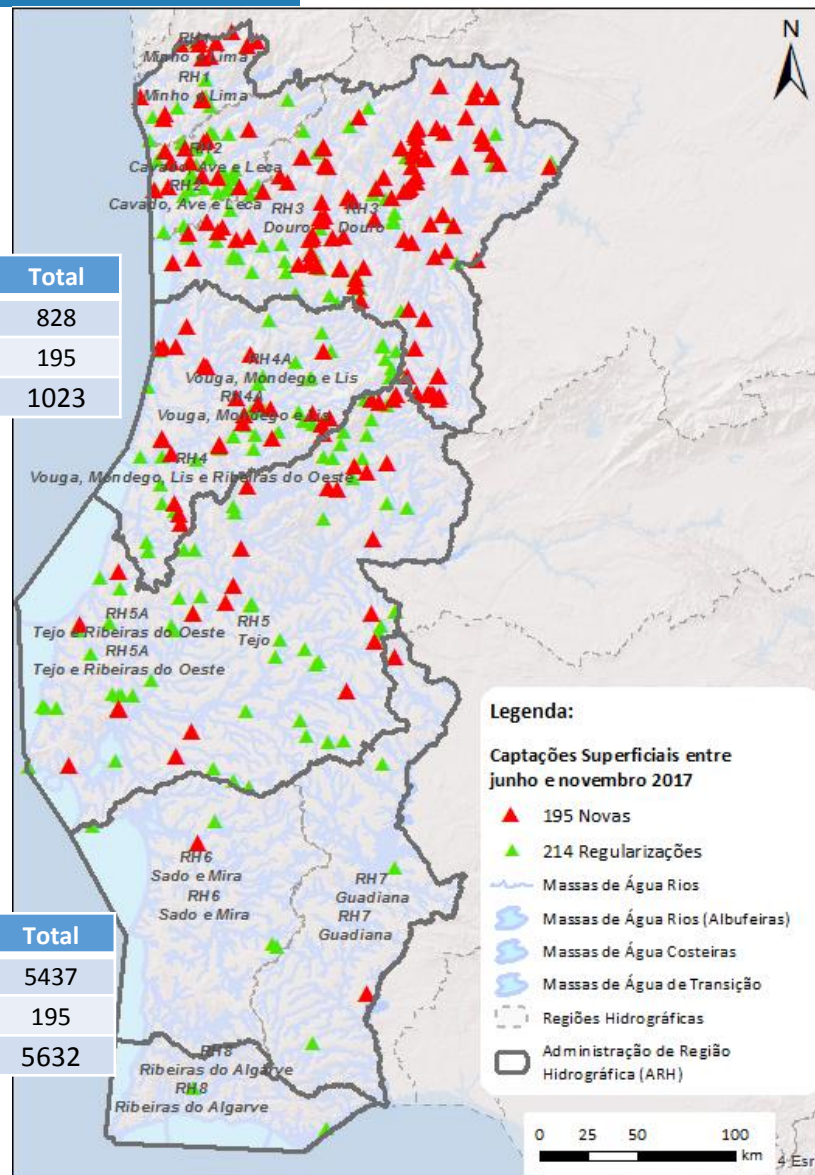 N
RH1
Minho e Lima
RH1
Minho e Lima
RH2
Cavado, Ave e Leca
RH2
Cavado, Ave e Leca
RH3
Douro
RH3
Douro
Total
828
195
1023
RH4A
Vouga, Mondego e Lis
RH4A
Vouga, Mondego e Lis
RH4
Vouga, Mondego, Lis e Ribeiras do Oeste
RH5A
Tejo e Ribeiras do Oeste
RH5A
Tejo e Ribeiras do Oeste
RH5
Tejo
RH6
Sado e Mira
RH6
Sado e Mira
RH7
Guadiana
RH7
Guadiana
Total
5437
195
5632
RH8
Ribeiras do Algarve
RH8
Ribeiras do Algarve
Legenda:
Captações Superficiais entre
junho e novembro 2017
195 Novas
214 Regularizações
Massas de Água Rios
Massas de Água Rios (Albufeiras)
Massas de Água Costeiras
Massas de Água de Transição
Regiões Hidrográficas
Administração de Região
Hidrográfica (ARH)
0 25 50 100
km
4 Esr